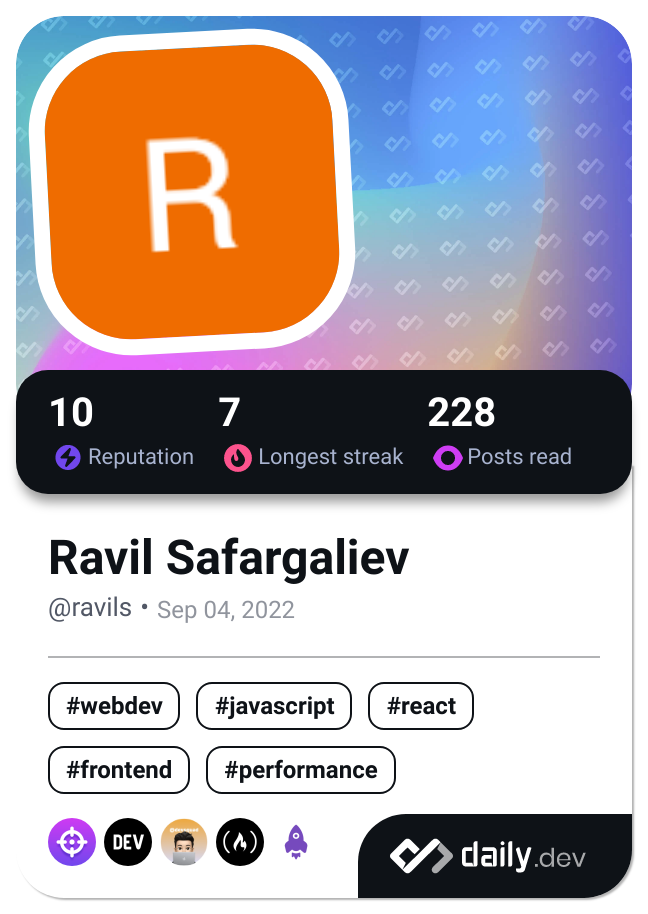 R
10 7 228
Reputation Longest streak Posts read
Ravil Safargaliev
@ravils • Sep 04, 2022
#webdev #javascript #react
#frontend #performance
DEV
daily.dev